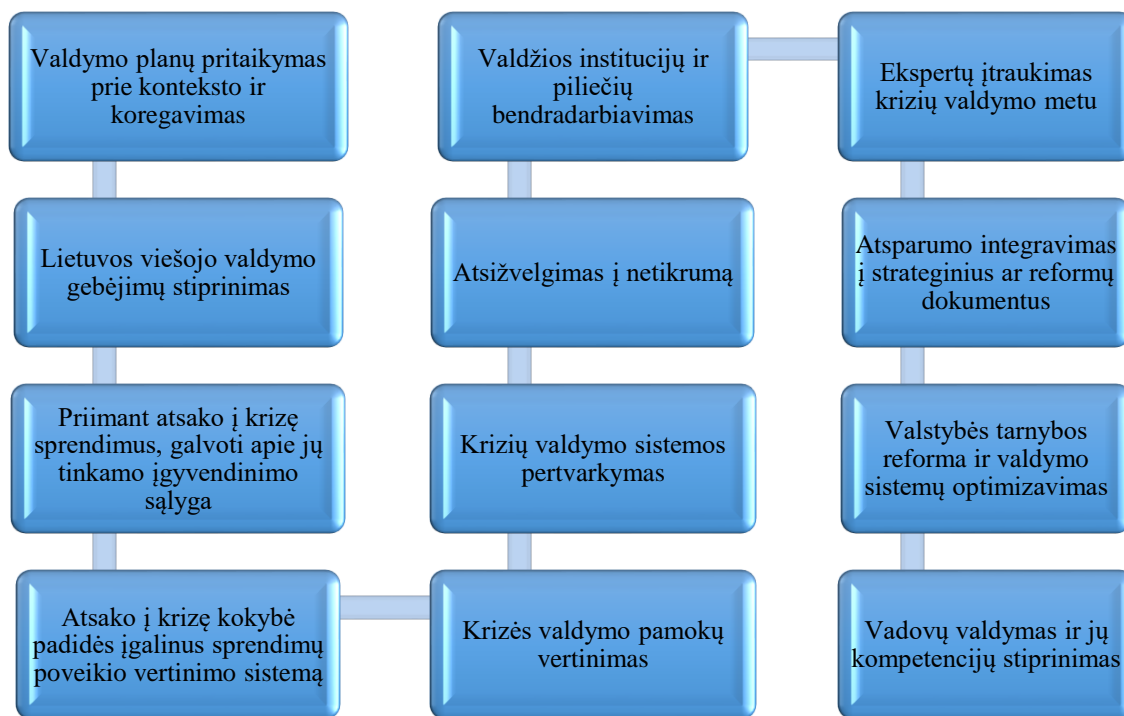 Valdymo planų pritaikymas
prie konteksto ir
koregavimas
Lietuvos viešojo valdymo
gebėjimų stiprinimas
Priimant atsako į krizę
sprendimus, galvoti apie jų
tinkamo įgyvendinimo
sąlyga
Atsako į krizę kokybė
padidės įgalinus sprendimų
poveikio vertinimo sistemą
Krizės valdymo pamokų
vertinimas
Krizių valdymo sistemos
pertvarkymas
Atsižvelgimas į netikrumą
Valdžios institucijų ir
piliečių
bendradarbiavimas
Ekspertų įtraukimas
krizių valdymo metu
Atsparumo integravimas
į strateginius ar reformų
dokumentus
Valstybės tarnybos
reforma ir valdymo
sistemų optimizavimas
Vadovų valdymas ir jų
kompetencijų stiprinimas